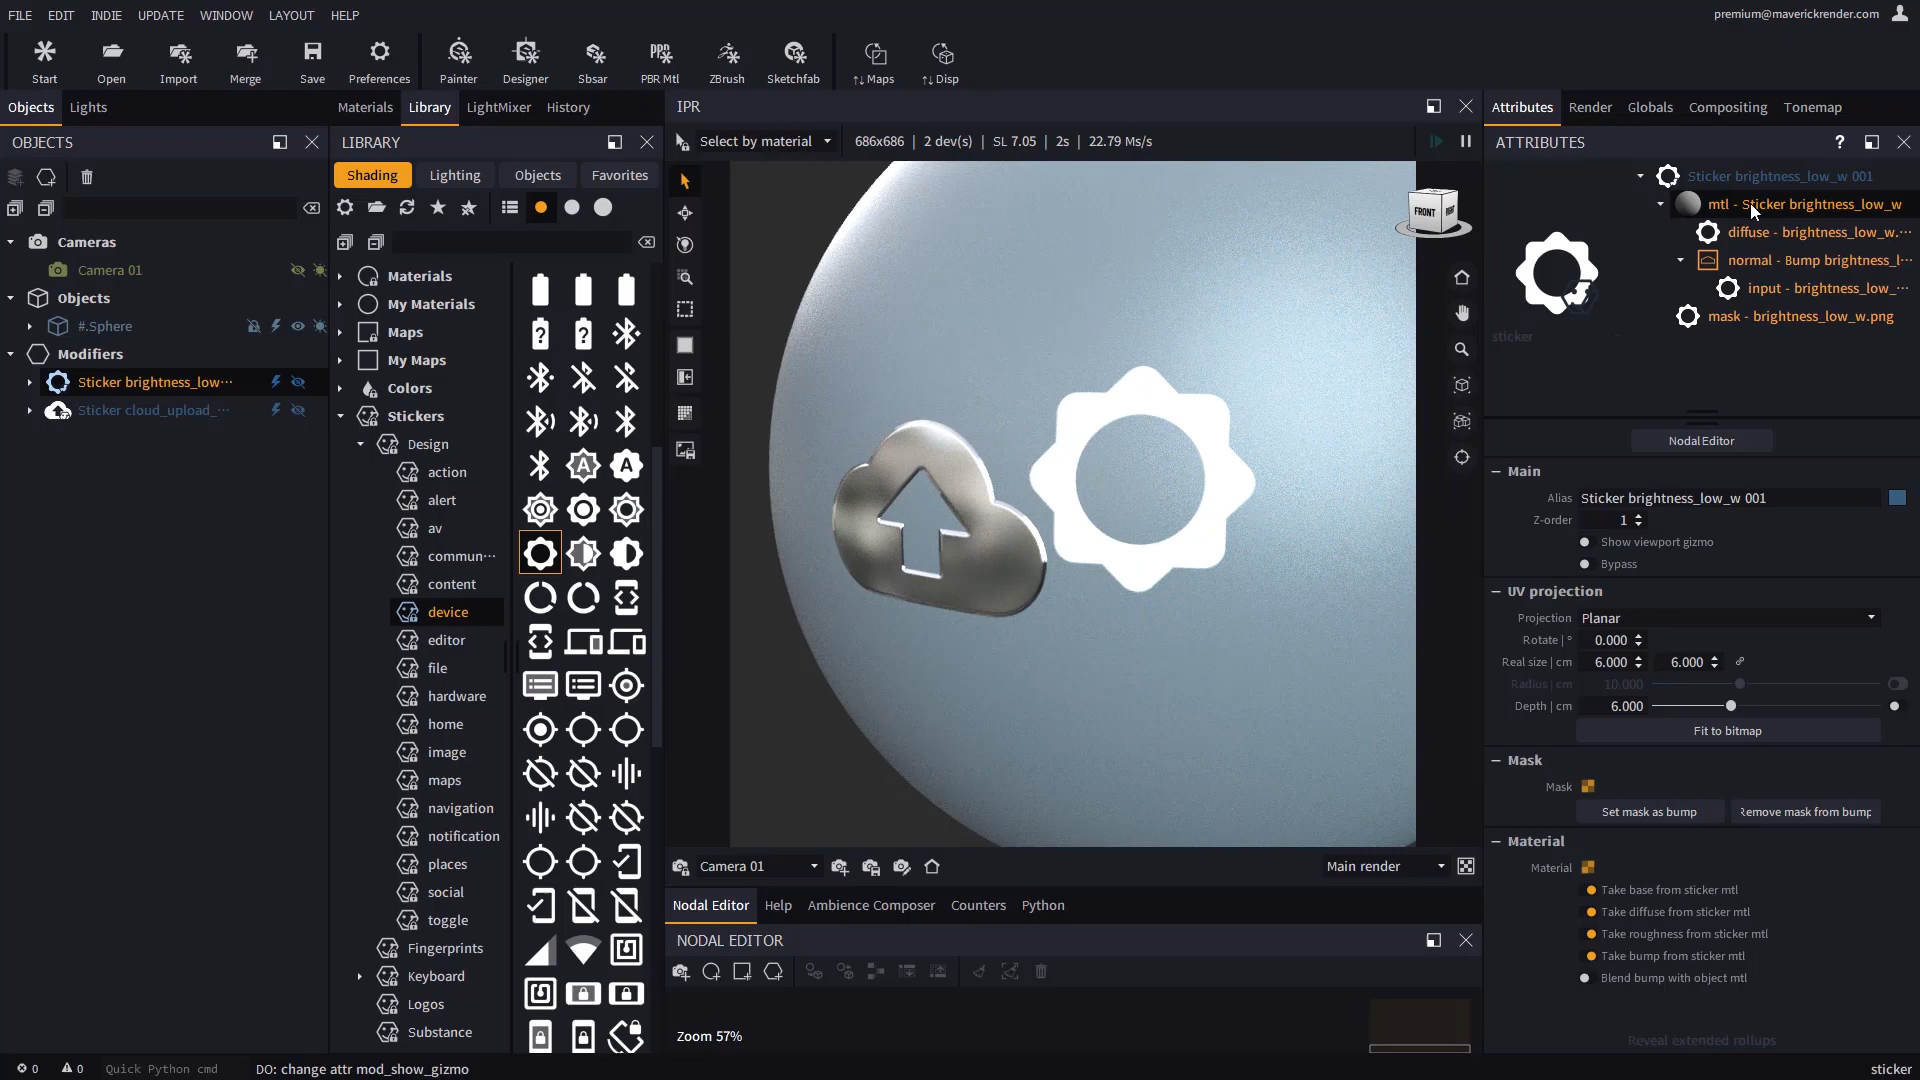 FILE EDIT INDIE UPDATE WINDOW LAYOUT HELP premium@maverickrender.com
Start Open Import Merge Save Preferences Painter Designer Sbsar PBR Mtl ZBrush Sketchfab ↑↓ Maps ↑↓ Disp
Objects Lights
OBJECTS
Cameras
Camera 01
Objects
#.Sphere
Modifiers
Sticker brightness_low···
Sticker cloud_upload_···
Materials Library LightMixer History
LIBRARY
Shading Lighting Objects Favorites
Materials
My Materials
Maps
My Maps
Colors
Stickers
Design
action
alert
av
commun···
content
device
editor
file
hardware
home
image
maps
navigation
notification
places
social
toggle
Fingerprints
Keyboard
Logos
Substance
IPR
Select by material 686x686 | 2 dev(s) | SL 7.05 | 2s | 22.79 Ms/s
FRONT RIGHT
Camera 01 Main render
Nodal Editor Help Ambience Composer Counters Python
NODAL EDITOR
Zoom 57%
Attributes Render Globals Compositing Tonemap
ATTRIBUTES ?
Sticker brightness_low_w 001
mtl - Sticker brightness_low_w
diffuse - brightness_low_w.···
normal - Bump brightness_l···
input - brightness_low_···
mask - brightness_low_w.png
sticker
Nodal Editor
Main
Alias Sticker brightness_low_w 001
Z-order 1
Show viewport gizmo
Bypass
UV projection
Projection Planar
Rotate | ° 0.000
Real size | cm 6.000 6.000
Radius | cm 10.000
Depth | cm 6.000
Fit to bitmap
Mask
Mask
Set mask as bump Remove mask from bump
Material
Material
Take base from sticker mtl
Take diffuse from sticker mtl
Take roughness from sticker mtl
Take bump from sticker mtl
Blend bump with object mtl
Reveal extended rollups
0 0 Quick Python cmd DO: change attr mod_show_gizmo sticker